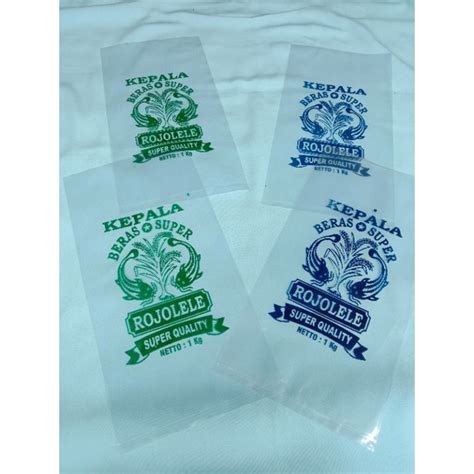 KEPALA
BERAS SUPER
ROJOLELE
SUPER QUALITY
NETTO : 1 Kg
KEPALA
BERAS SUPER
ROJOLELE
SUPER QUALITY
NETTO : 1 Kg
KEPALA
BERAS SUPER
ROJOLELE
SUPER QUALITY
NETTO : 1 Kg
KEPALA
BERAS SUPER
ROJOLELE
SUPER QUALITY
NETTO : 1 Kg